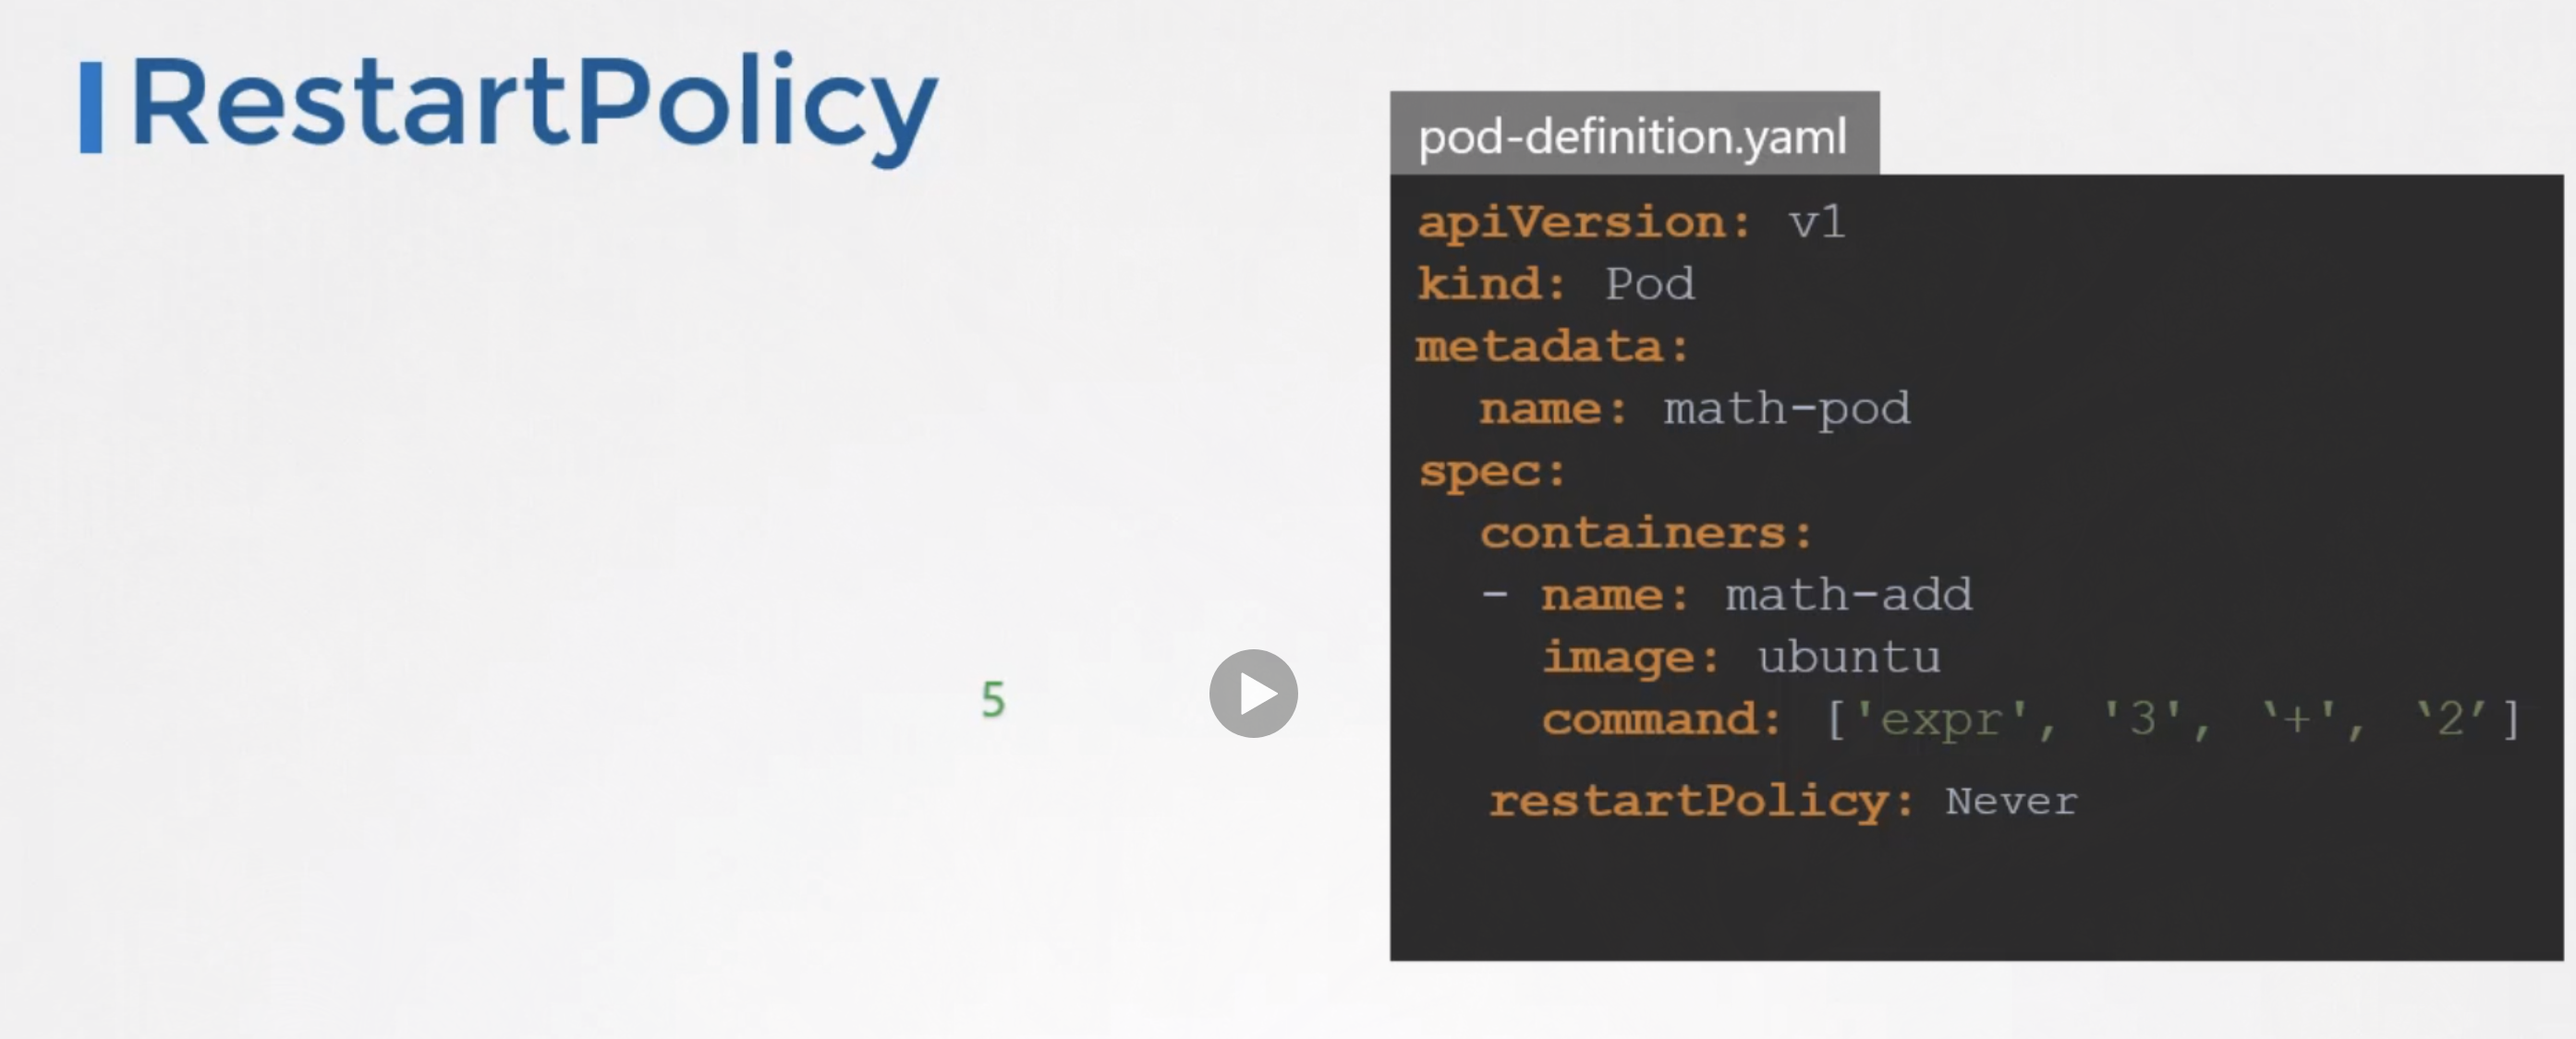 RestartPolicy
pod-definition.yaml
apiVersion: v1
kind: Pod
metadata:
  name: math-pod
spec:
  containers:
  - name: math-add
    image: ubuntu
    command: ['expr', '3', ‘+', ‘2’]
  restartPolicy: Never
5